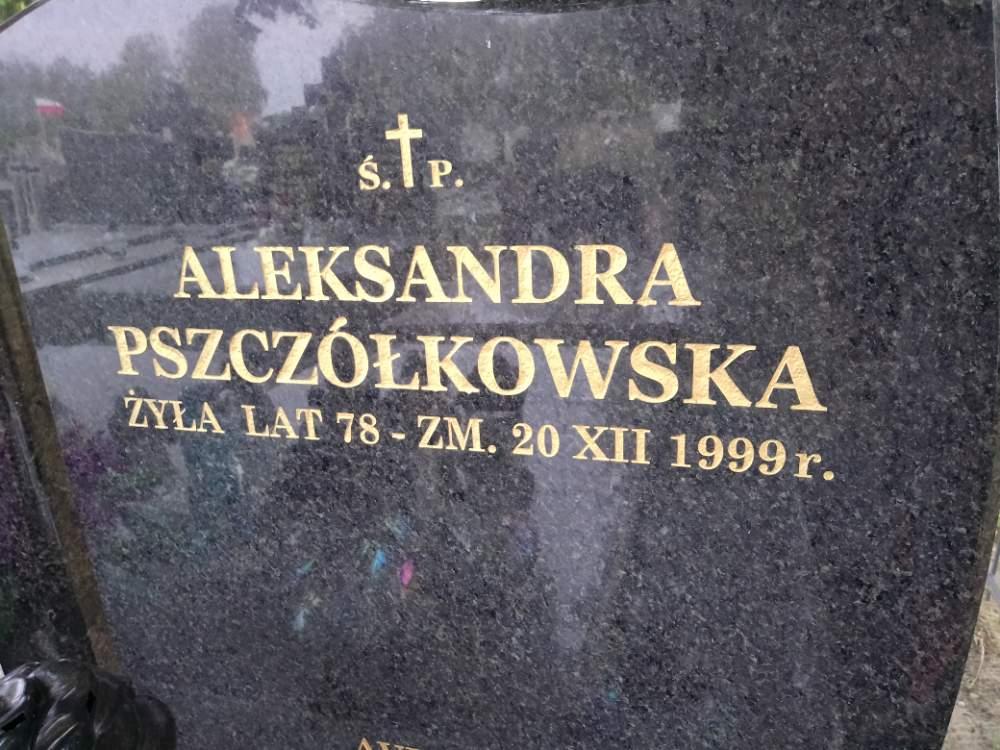 Ś. P.
ALEKSANDRA
PSZCZÓŁKOWSKA
ŻYŁA LAT 78 - ZM. 20 XII 1999 r.